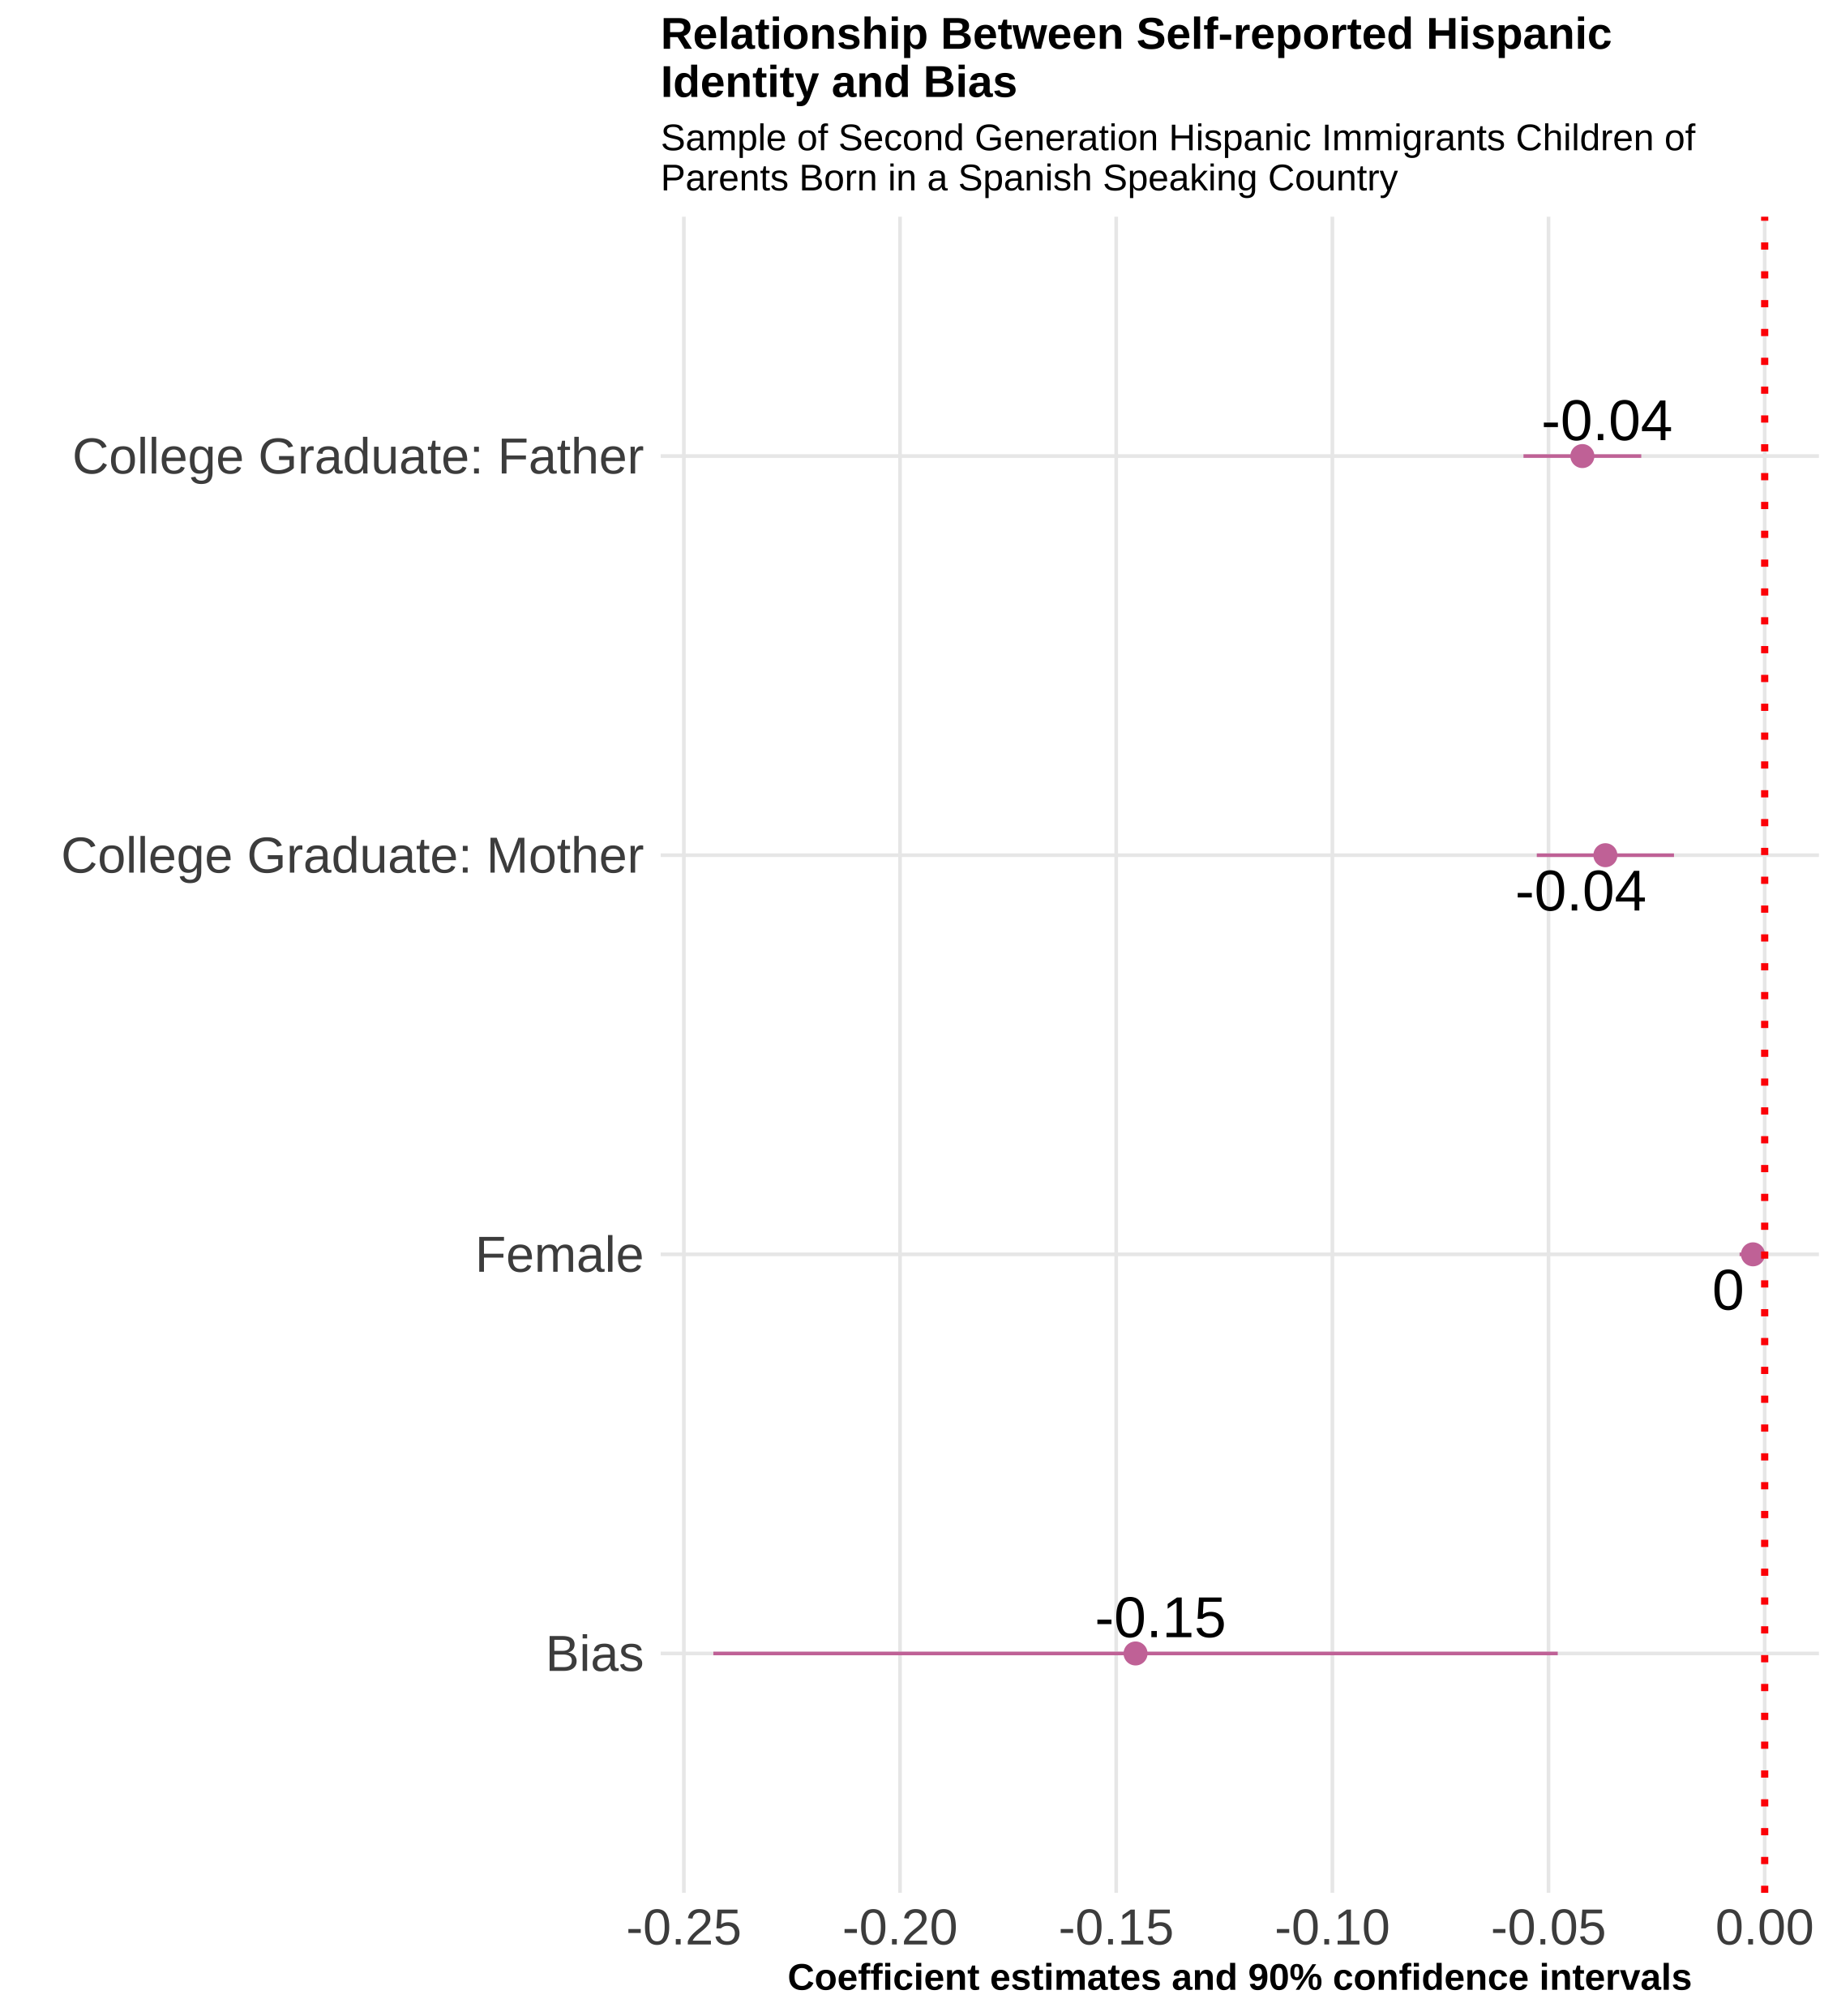 Relationship Between Self-reported Hispanic
Identity and Bias
Sample of Second Generation Hispanic Immigrants Children of
Parents Born in a Spanish Speaking Country
College Graduate: Father
-0.04
College Graduate: Mother
-0.04
Female
0
Bias
-0.15
-0.25 -0.20 -0.15 -0.10 -0.05 0.00
Coefficient estimates and 90% confidence intervals